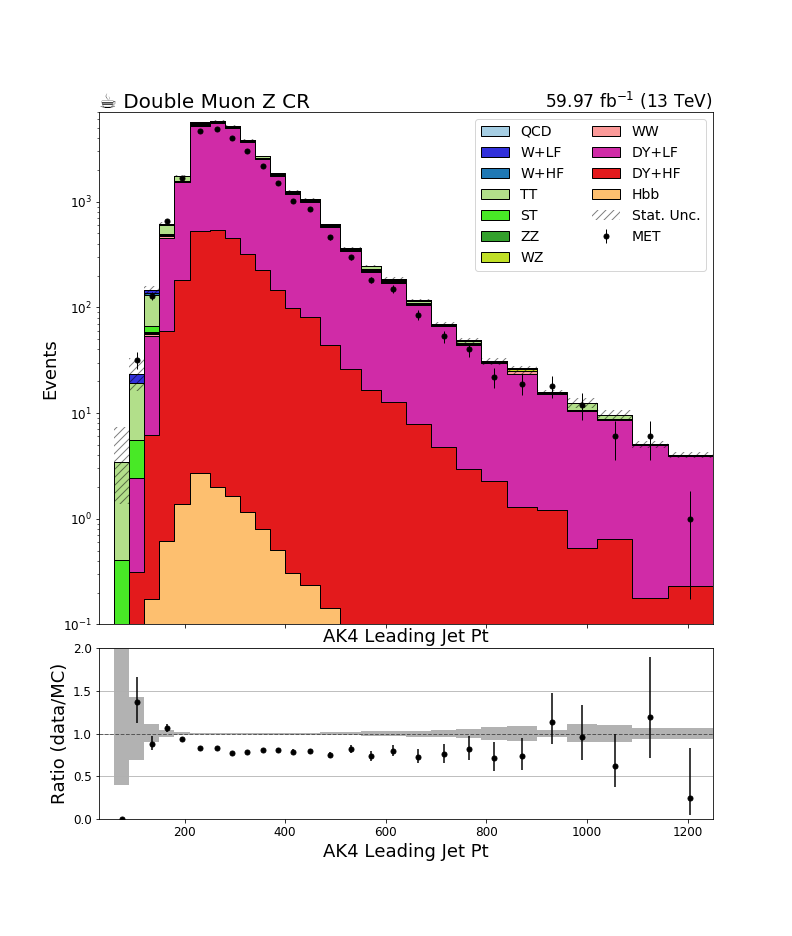 ☕ Double Muon Z CR 59.97 fb⁻¹ (13 TeV)
QCD WW
W+LF DY+LF
W+HF DY+HF
TT Hbb
ST Stat. Unc.
ZZ MET
WZ
Events
10³
10²
10¹
10⁰
10⁻¹
AK4 Leading Jet Pt
Ratio (data/MC)
2.0
1.5
1.0
0.5
0.0
200 400 600 800 1000 1200
AK4 Leading Jet Pt